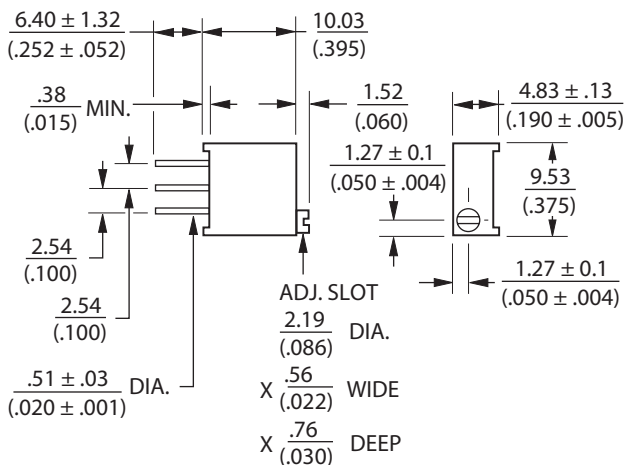 6.40 ± 1.32
(.252 ± .052)
10.03
(.395)
.38
(.015)
MIN.
1.52
(.060)
4.83 ± .13
(.190 ± .005)
1.27 ± 0.1
(.050 ± .004)
9.53
(.375)
2.54
(.100)
2.54
(.100)
1.27 ± 0.1
(.050 ± .004)
.51 ± .03
(.020 ± .001)
DIA.
ADJ. SLOT
2.19
(.086)
DIA.
X .56
(.022)
WIDE
X .76
(.030)
DEEP